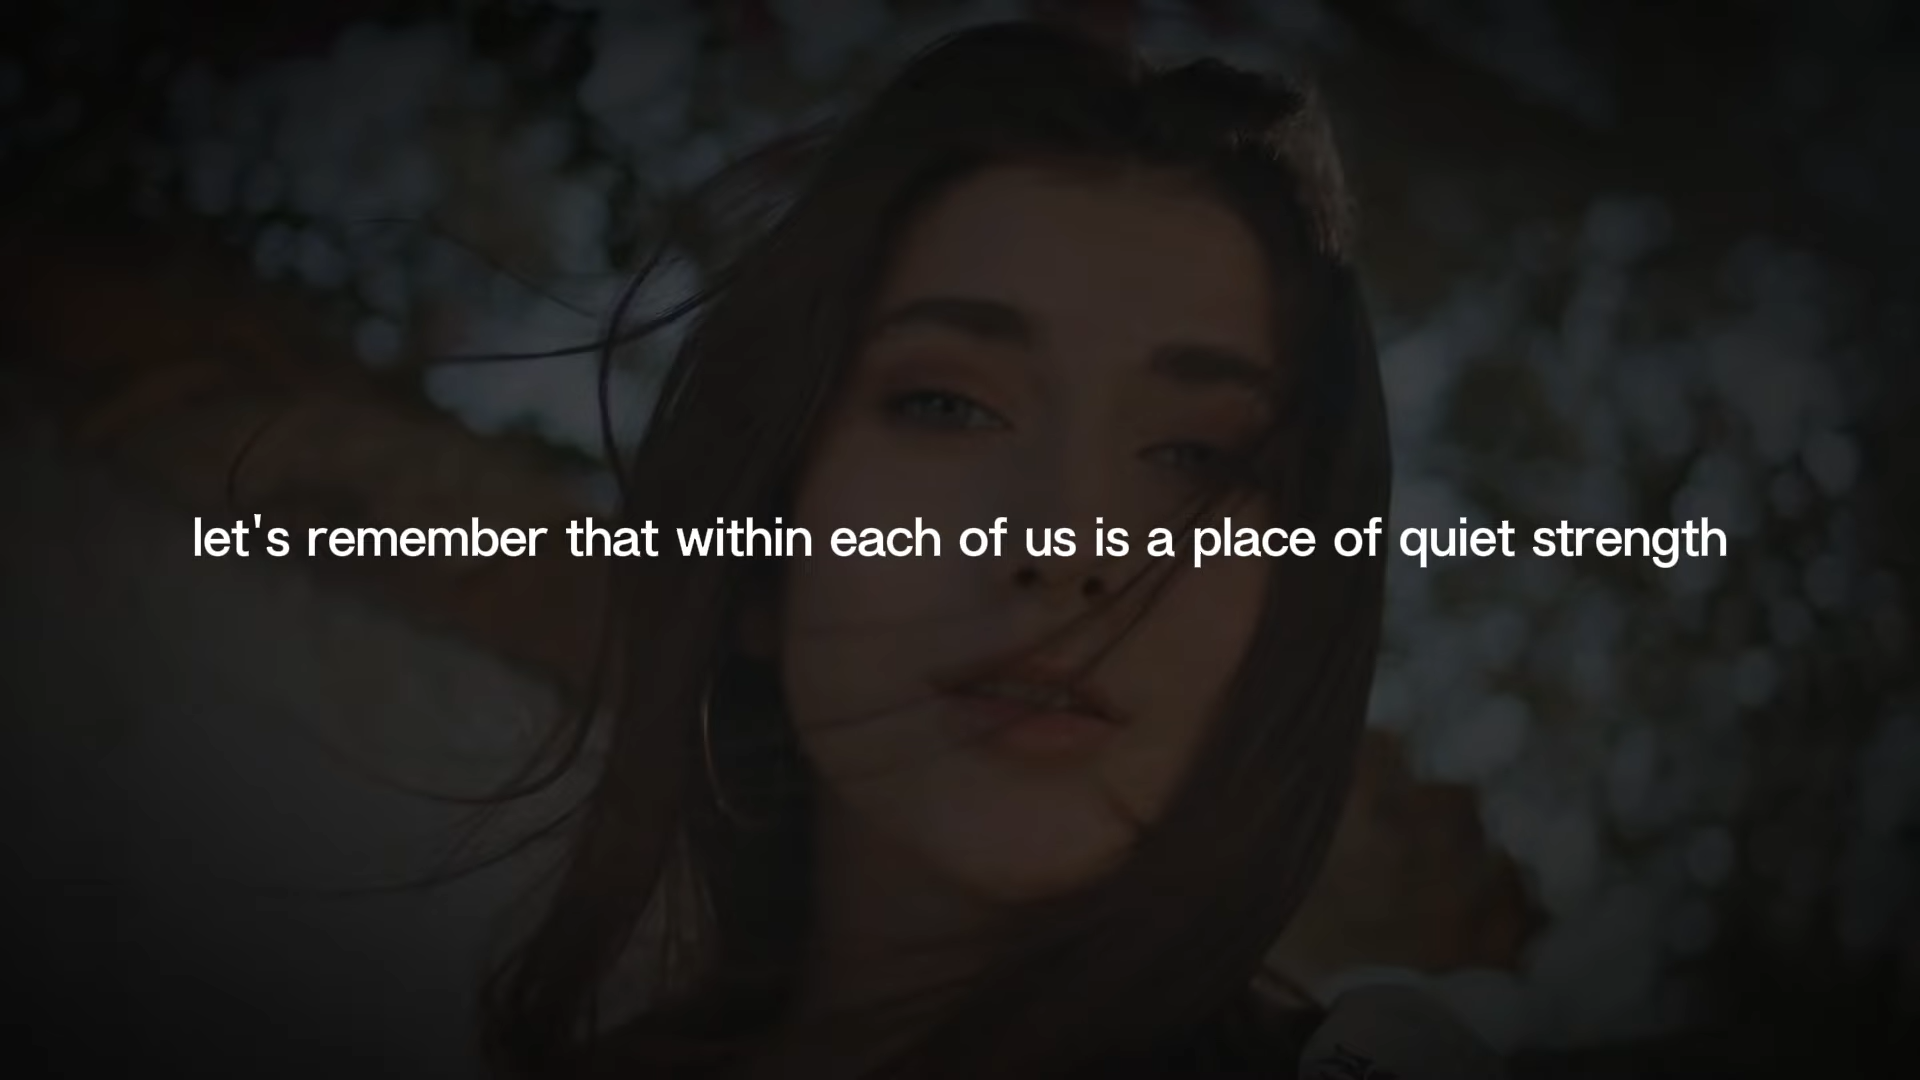 let's remember that within each of us is a place of quiet strength